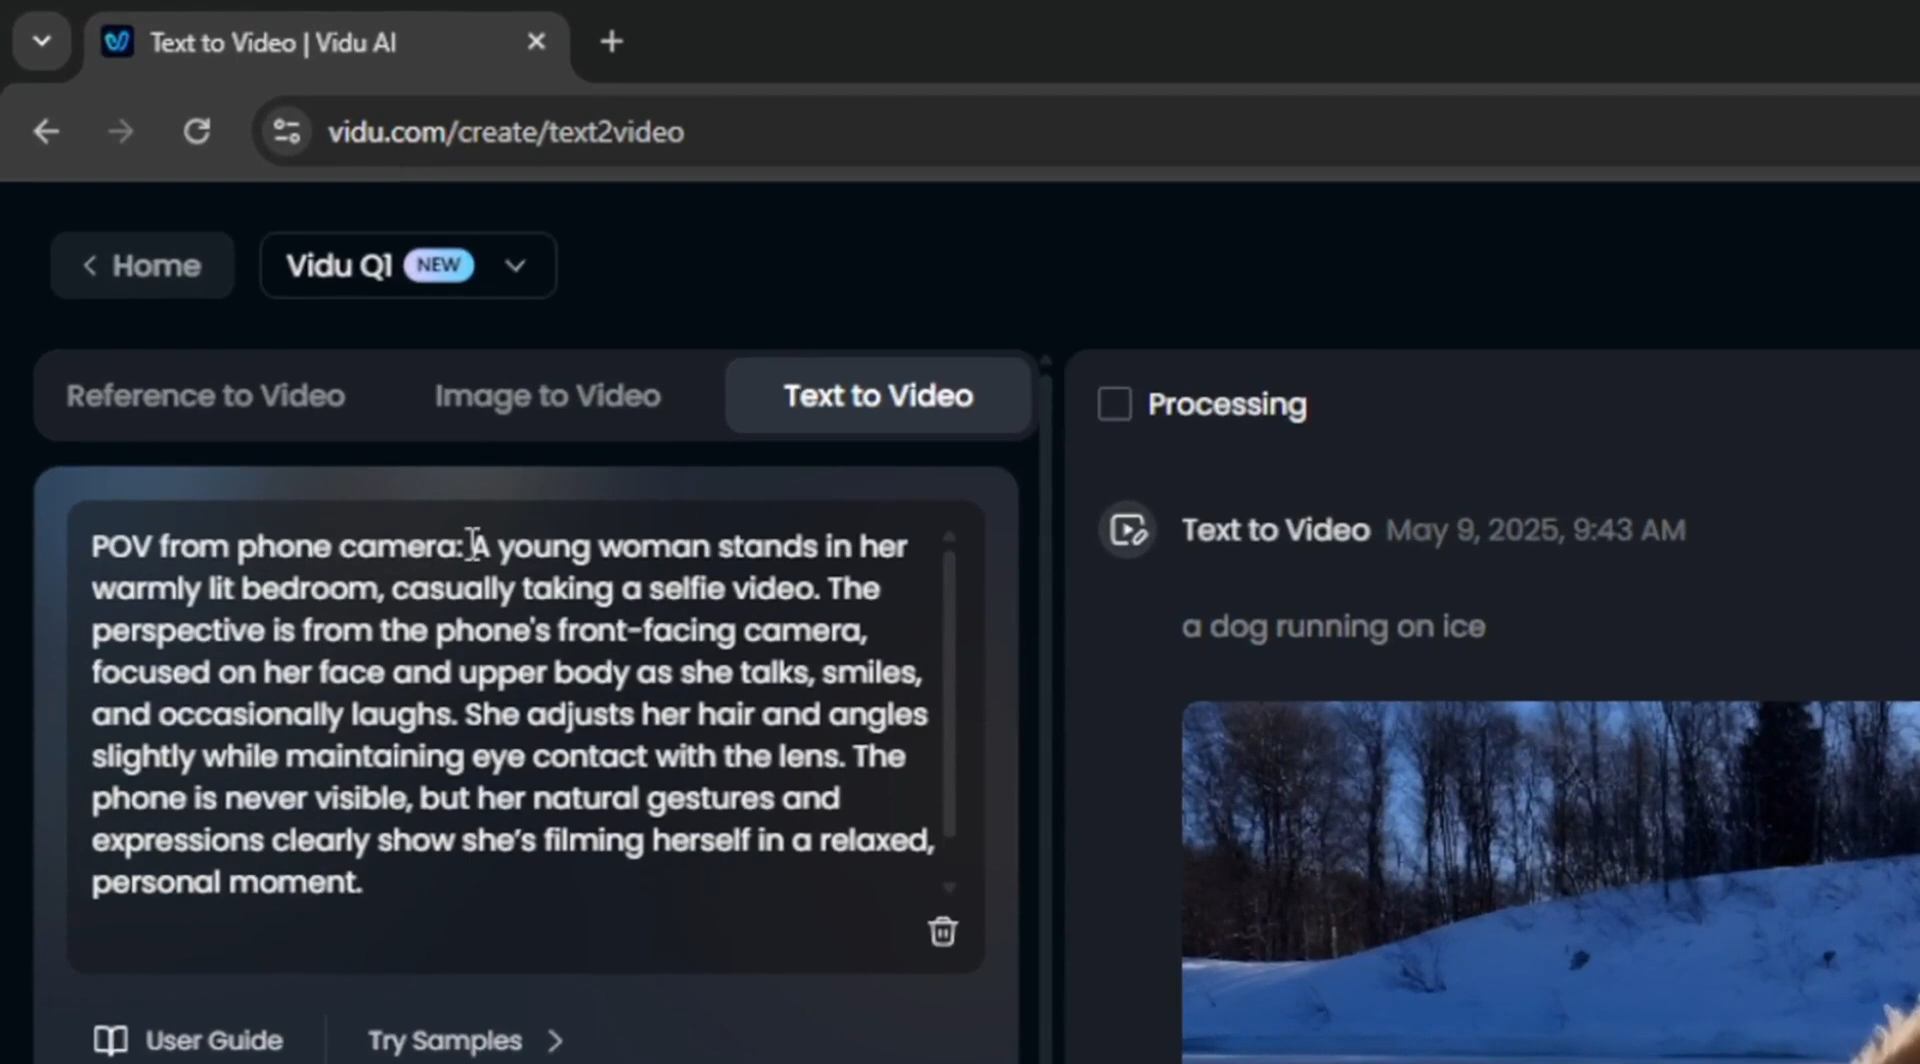 Text to Video | Vidu AI
vidu.com/create/text2video
Home
Vidu Q1 NEW
Reference to Video
Image to Video
Text to Video
POV from phone camera: A young woman stands in her
warmly lit bedroom, casually taking a selfie video. The
perspective is from the phone's front-facing camera,
focused on her face and upper body as she talks, smiles,
and occasionally laughs. She adjusts her hair and angles
slightly while maintaining eye contact with the lens. The
phone is never visible, but her natural gestures and
expressions clearly show she’s filming herself in a relaxed,
personal moment.
User Guide
Try Samples
Processing
Text to Video May 9, 2025, 9:43 AM
a dog running on ice